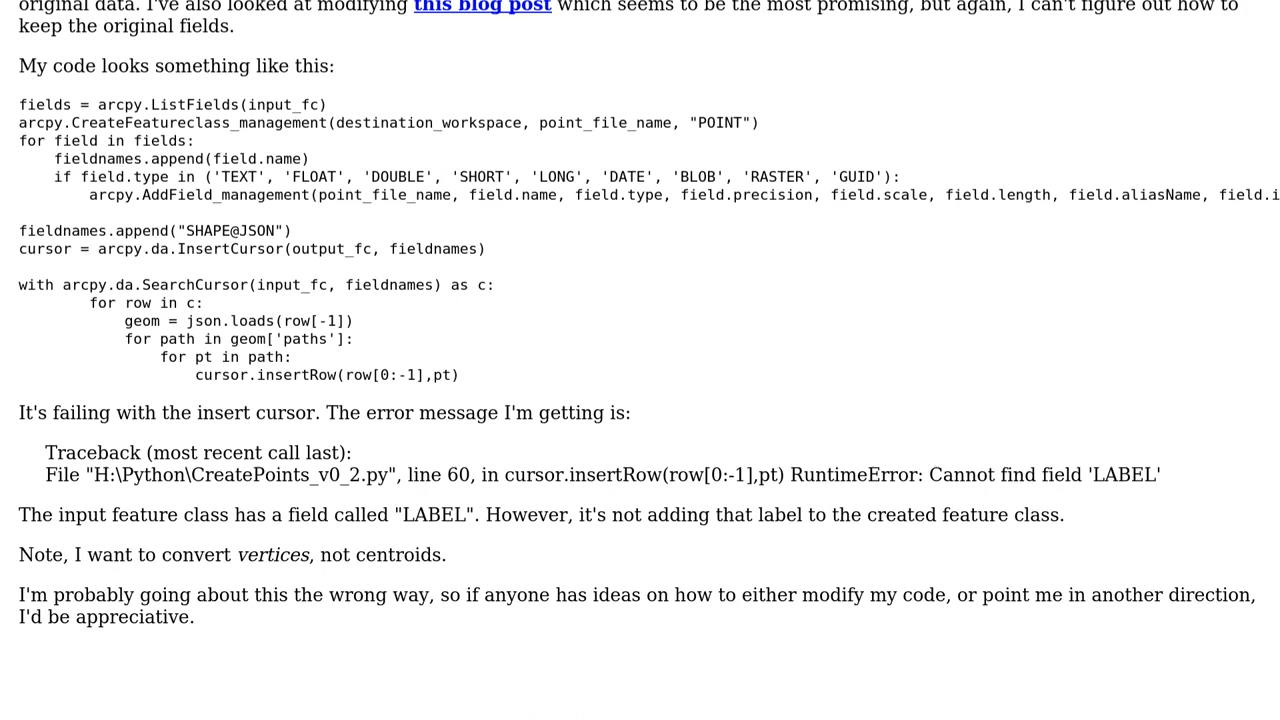 original data. I've also looked at modifying this blog post which seems to be the most promising, but again, I can't figure out how to
keep the original fields.
My code looks something like this:
fields = arcpy.ListFields(input_fc)
arcpy.CreateFeatureclass_management(destination_workspace, point_file_name, "POINT")
for field in fields:
    fieldnames.append(field.name)
    if field.type in ('TEXT', 'FLOAT', 'DOUBLE', 'SHORT', 'LONG', 'DATE', 'BLOB', 'RASTER', 'GUID'):
        arcpy.AddField_management(point_file_name, field.name, field.type, field.precision, field.scale, field.length, field.aliasName, field.i
fieldnames.append("SHAPE@JSON")
cursor = arcpy.da.InsertCursor(output_fc, fieldnames)
with arcpy.da.SearchCursor(input_fc, fieldnames) as c:
        for row in c:
            geom = json.loads(row[-1])
            for path in geom['paths']:
                for pt in path:
                    cursor.insertRow(row[0:-1],pt)
It's failing with the insert cursor. The error message I'm getting is:
Traceback (most recent call last):
File "H:\Python\CreatePoints_v0_2.py", line 60, in cursor.insertRow(row[0:-1],pt) RuntimeError: Cannot find field 'LABEL'
The input feature class has a field called "LABEL". However, it's not adding that label to the created feature class.
Note, I want to convert vertices, not centroids.
I'm probably going about this the wrong way, so if anyone has ideas on how to either modify my code, or point me in another direction,
I'd be appreciative.